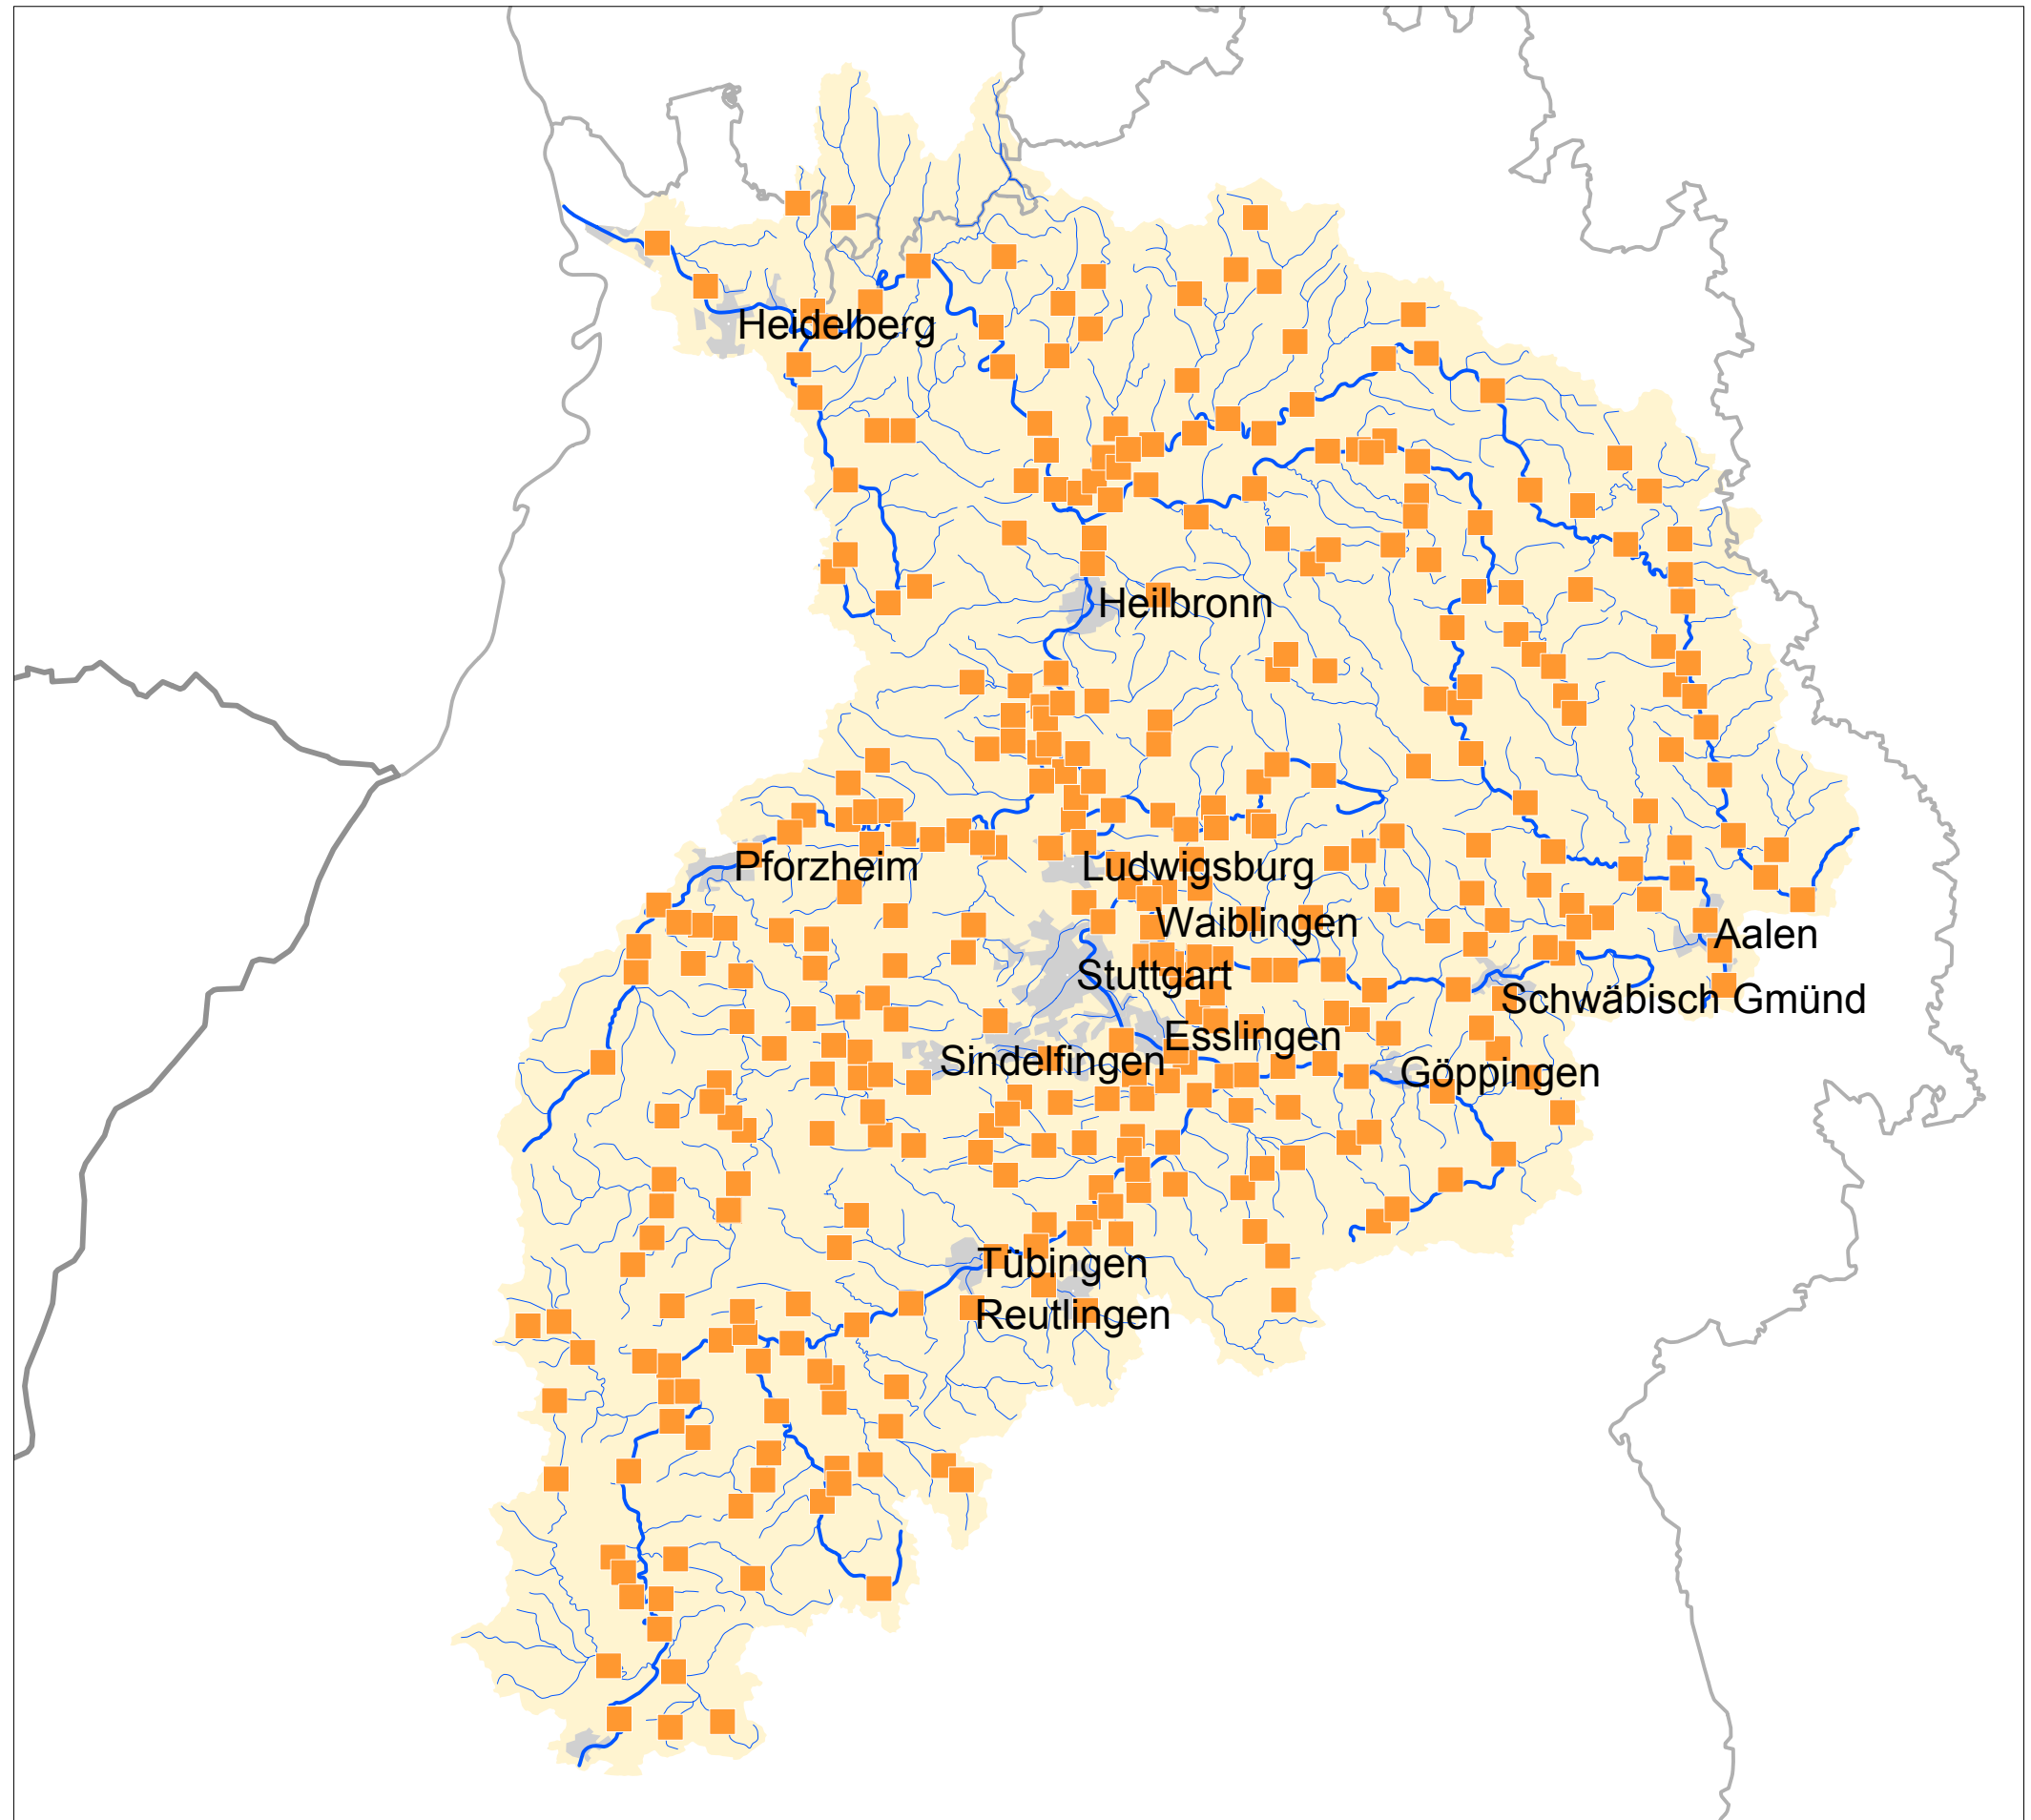 Heidelberg
Heilbronn
Pforzheim
Ludwigsburg
Waiblingen
Aalen
Stuttgart
Schwäbisch Gmünd
Esslingen
Sindelfingen
Göppingen
Tübingen
Reutlingen